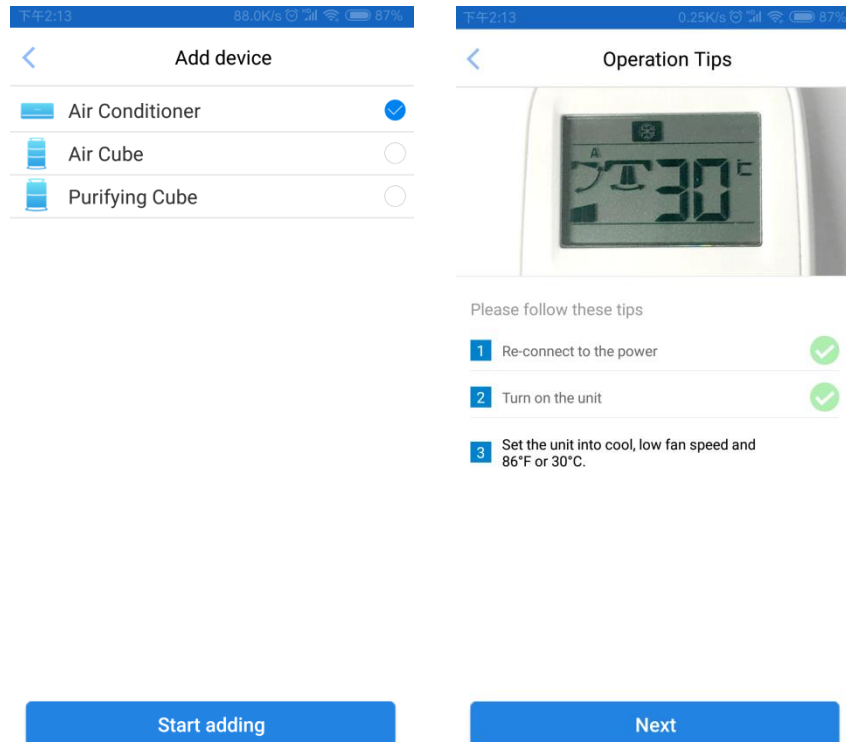 下午2:13
88.0K/s
87%
Add device
Air Conditioner
Air Cube
Purifying Cube
Start adding
下午2:13
0.25K/s
87%
Operation Tips
A
30
℃
Please follow these tips
1 Re-connect to the power
2 Turn on the unit
3 Set the unit into cool, low fan speed and
86°F or 30°C.
Next